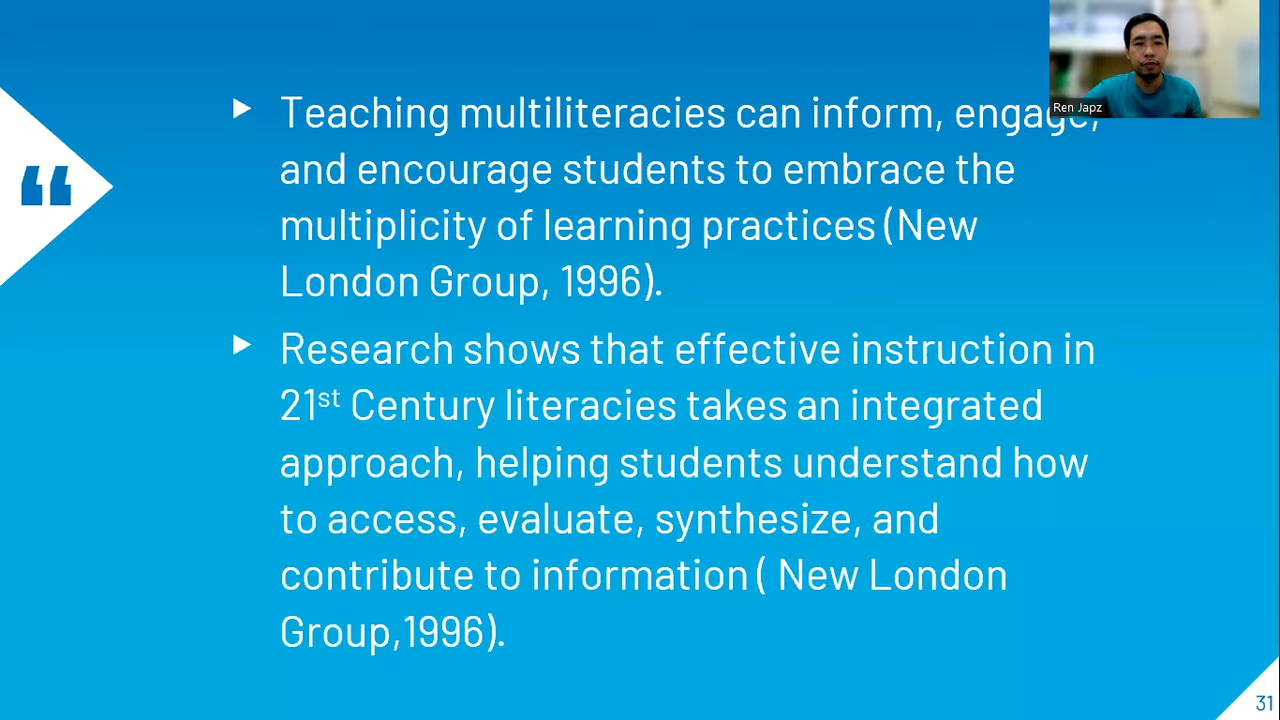 Teaching multiliteracies can inform, engage,
and encourage students to embrace the
multiplicity of learning practices (New
London Group, 1996).
Research shows that effective instruction in
21st Century literacies takes an integrated
approach, helping students understand how
to access, evaluate, synthesize, and
contribute to information ( New London
Group,1996).
Ren Japz
31